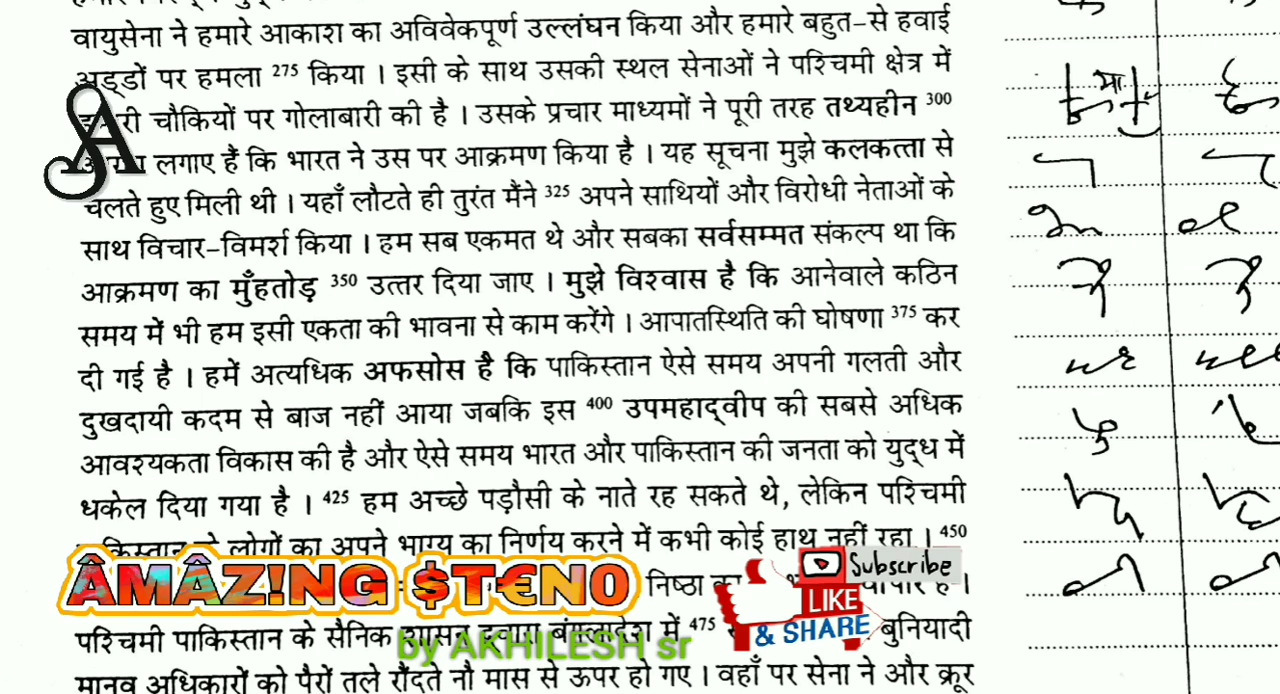 वायुसेना ने हमारे आकाश का अविवेकपूर्ण उल्लंघन किया और हमारे बहुत-से हवाई
अड्डों पर हमला 275 किया । इसी के साथ उसकी स्थल सेनाओं ने पश्चिमी क्षेत्र में
चौकियों पर गोलाबारी की है । उसके प्रचार माध्यमों ने पूरी तरह तथ्यहीन 300
लगाए हैं कि भारत ने उस पर आक्रमण किया है । यह सूचना मुझे कलकत्ता से
चलते हुए मिली थी । यहाँ लौटते ही तुरंत मैंने 325 अपने साथियों और विरोधी नेताओं के
साथ विचार-विमर्श किया । हम सब एकमत थे और सबका सर्वसम्मत संकल्प था कि
आक्रमण का मुँहतोड़ 350 उत्तर दिया जाए । मुझे विश्वास है कि आनेवाले कठिन
समय में भी हम इसी एकता की भावना से काम करेंगे । आपातस्थिति की घोषणा 375 कर
दी गई है । हमें अत्यधिक अफसोस है कि पाकिस्तान ऐसे समय अपनी गलती और
दुखदायी कदम से बाज नहीं आया जबकि इस 400 उपमहाद्वीप की सबसे अधिक
आवश्यकता विकास की है और ऐसे समय भारत और पाकिस्तान की जनता को युद्ध में
धकेल दिया गया है । 425 हम अच्छे पड़ौसी के नाते रह सकते थे, लेकिन पश्चिमी
लोगों का अपने भाग्य का निर्णय करने में कभी कोई हाथ नहीं रहा । 450
ÂMÂZ!NG $T€N0
निष्ठा
है ।
Subscribe
LIKE
& SHARE
पश्चिमी पाकिस्तान के सैनिक शासन द्वारा बंगलादेश में 475
बुनियादी
by AKHILESH sr
मानव अधिकारों को पैरों तले रौंदते नौ मास से ऊपर हो गए । वहाँ पर सेना ने और क्रूर